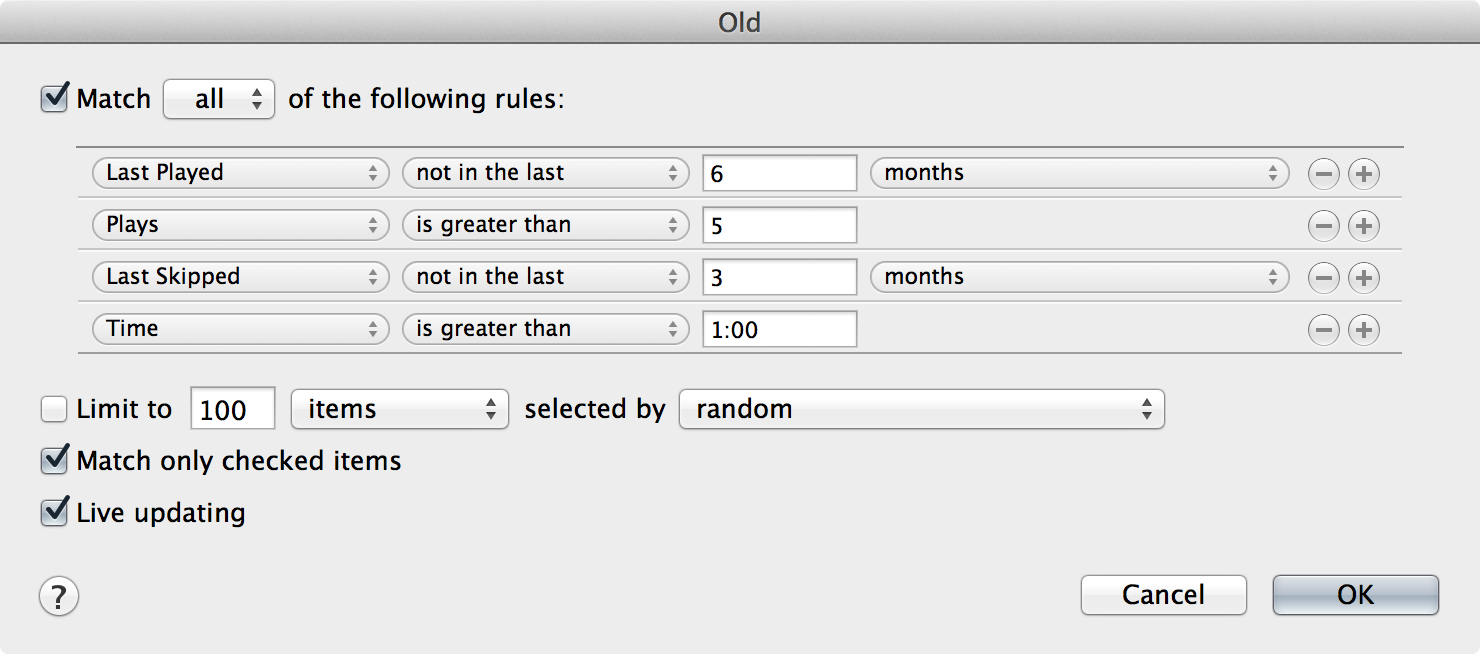 Old
Match all of the following rules:
Last Played not in the last 6 months
Plays is greater than 5
Last Skipped not in the last 3 months
Time is greater than 1:00
Limit to 100 items selected by random
Match only checked items
Live updating
? Cancel OK